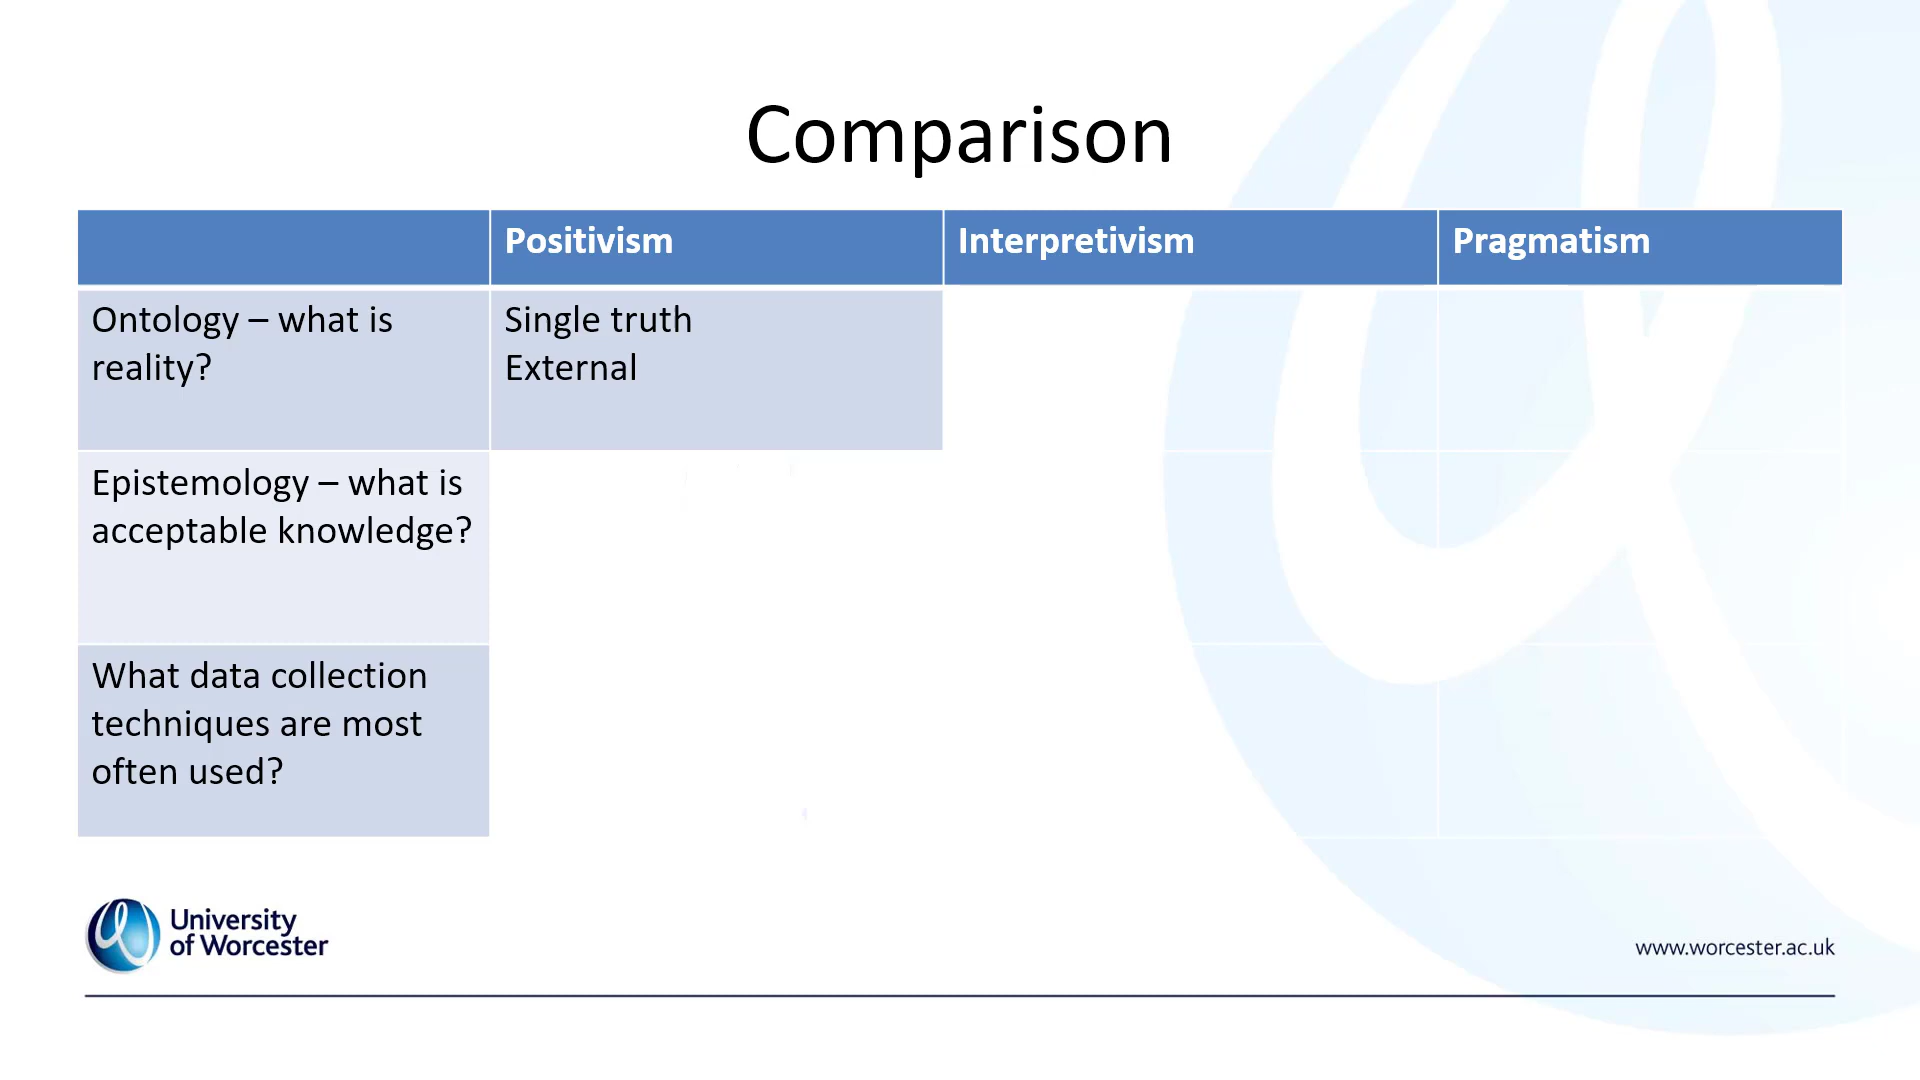 Comparison
Positivism
Interpretivism
Pragmatism
Ontology – what is
reality?
Single truth
External
Epistemology – what is
acceptable knowledge?
What data collection
techniques are most
often used?
University
of Worcester
www.worcester.ac.uk